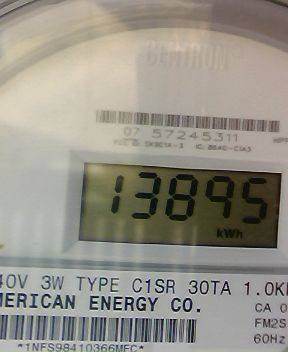 CENTRON
07 57245311
13895
kWh
40V 3W TYPE C1SR 30TA 1.0K
MERICAN ENERGY CO.
CA 0
FM2S
60Hz
*1NFS98410366MFC*